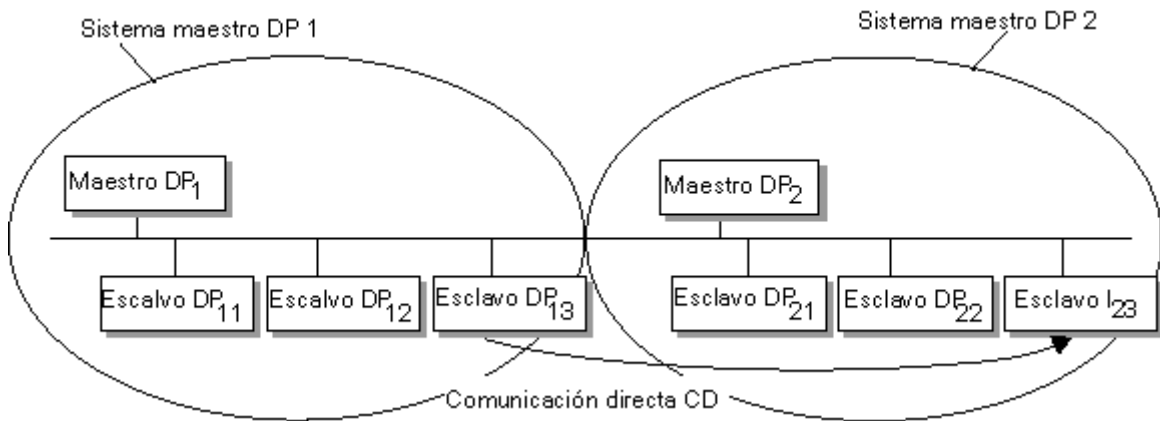 Sistema maestro DP 1
Sistema maestro DP 2
Maestro DP1
Maestro DP2
Escalvo DP11
Escalvo DP12
Esclavo DP13
Esclavo DP21
Esclavo DP22
Esclavo I23
Comunicación directa CD